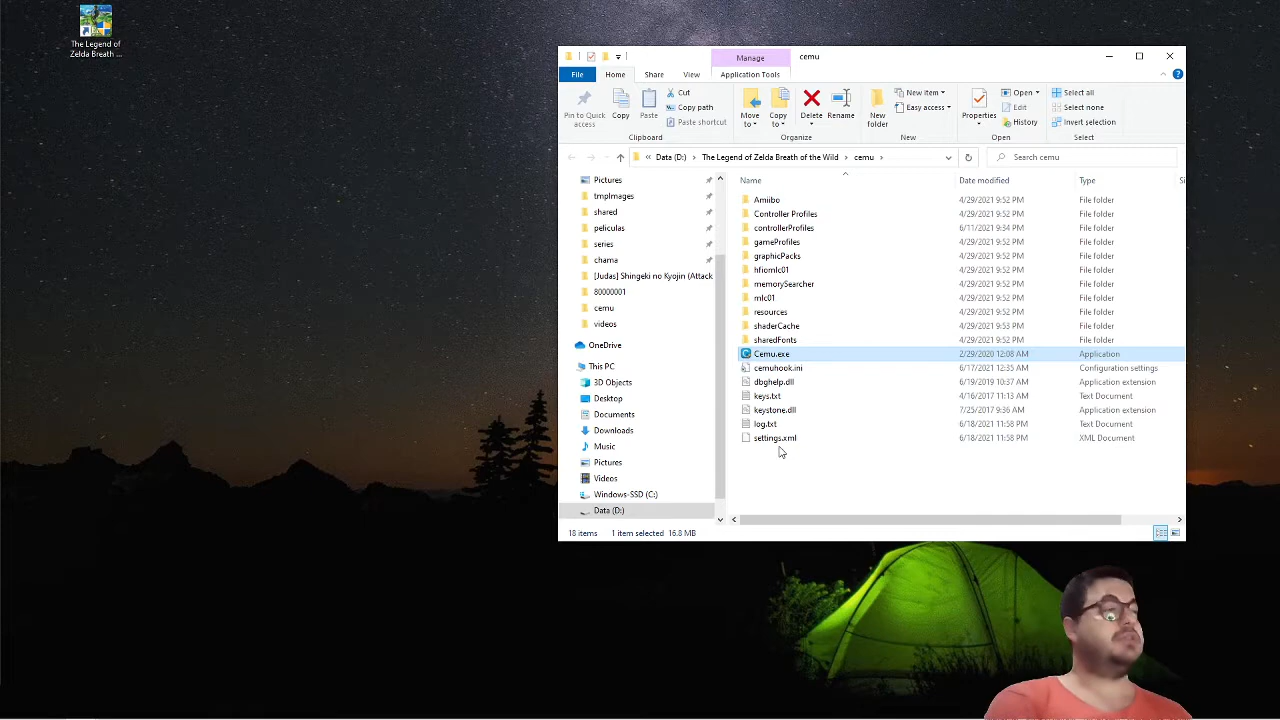 The Legend of
Zelda Breath ...
Manage
cemu
File
Home
Share
View
Application Tools
Pin to Quick
access
Copy
Paste
Cut
Copy path
Paste shortcut
Clipboard
Move
to
Copy
to
Delete
Rename
Organize
New
folder
New item
Easy access
New
Properties
Open
Edit
History
Open
Select all
Select none
Invert selection
Select
« Data (D:) > The Legend of Zelda Breath of the Wild > cemu >
Search cemu
Pictures
tmpImages
shared
peliculas
series
chama
[Judas] Shingeki no Kyojin (Attack
80000001
cemu
videos
OneDrive
This PC
3D Objects
Desktop
Documents
Downloads
Music
Pictures
Videos
Windows-SSD (C:)
Data (D:)
Name Date modified Type Si
Amiibo 4/29/2021 9:52 PM File folder
Controller Profiles 4/29/2021 9:52 PM File folder
controllerProfiles 6/11/2021 9:34 PM File folder
gameProfiles 4/29/2021 9:52 PM File folder
graphicPacks 4/29/2021 9:52 PM File folder
hfiomlc01 4/29/2021 9:52 PM File folder
memorySearcher 4/29/2021 9:52 PM File folder
mlc01 4/29/2021 9:52 PM File folder
resources 4/29/2021 9:52 PM File folder
shaderCache 4/29/2021 9:55 PM File folder
sharedFonts 4/29/2021 9:52 PM File folder
Cemu.exe 2/29/2020 12:08 AM Application
cemuhook.ini 6/17/2021 12:35 AM Configuration settings
dbghelp.dll 6/19/2019 10:37 AM Application extension
keys.txt 4/16/2017 11:13 AM Text Document
keystone.dll 7/25/2017 9:36 AM Application extension
log.txt 6/18/2021 11:58 PM Text Document
settings.xml 6/18/2021 11:58 PM XML Document
18 items 1 item selected 16.8 MB